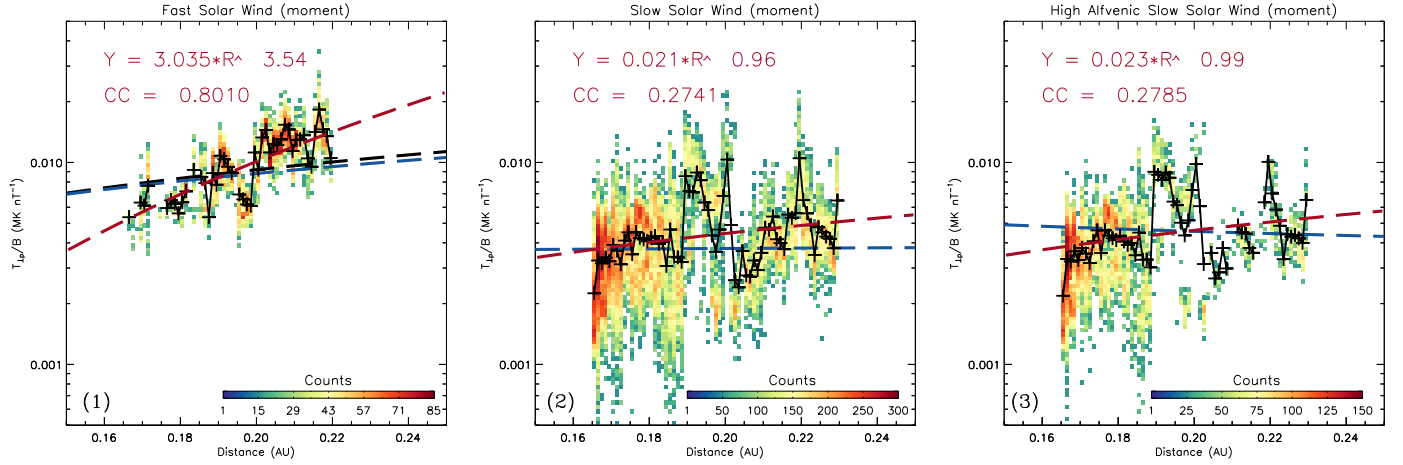 Fast Solar Wind (moment)
Y = 3.035*R^ 3.54
CC = 0.8010
0.010
0.001
T⊥p/B (MK nT⁻¹)
(1)
Counts
1 15 29 43 57 71 85
0.16 0.18 0.20 0.22 0.24
Distance (AU)
Slow Solar Wind (moment)
Y = 0.021*R^ 0.96
CC = 0.2741
0.010
0.001
T⊥p/B (MK nT⁻¹)
(2)
Counts
1 50 100 150 200 250 300
0.16 0.18 0.20 0.22 0.24
Distance (AU)
High Alfvenic Slow Solar Wind (moment)
Y = 0.023*R^ 0.99
CC = 0.2785
0.010
0.001
T⊥p/B (MK nT⁻¹)
(3)
Counts
1 25 50 75 100 125 150
0.16 0.18 0.20 0.22 0.24
Distance (AU)